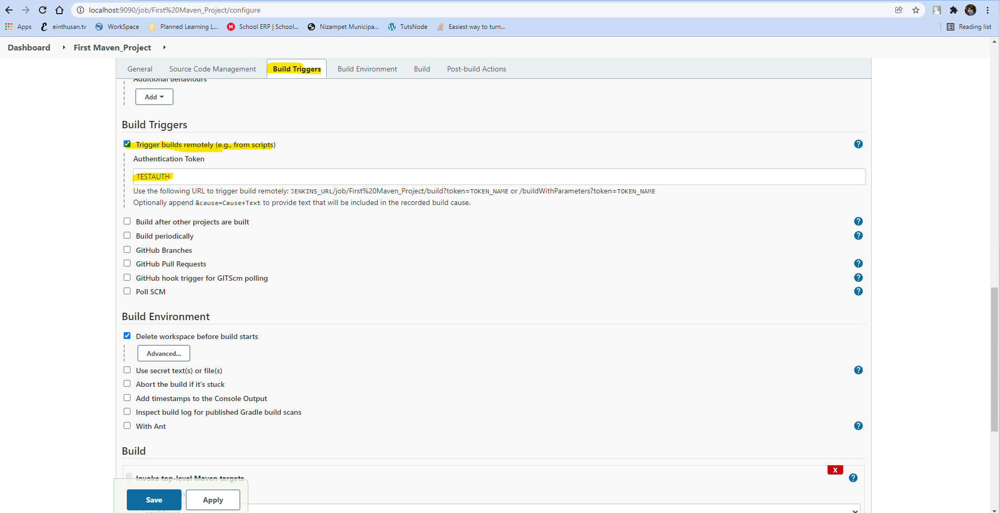 localhost:9090/job/First%20Maven_Project/configure
Apps einthusan.tv WorkSpace Planned Learning L... School ERP | School... Nizampet Municipa... TutsNode Easiest way to turn... Reading list
Dashboard First Maven_Project
General Source Code Management Build Triggers Build Environment Build Post-build Actions
Additional Behaviours
Add
Build Triggers
Trigger builds remotely (e.g., from scripts) ?
Authentication Token
TESTAUTH
Use the following URL to trigger build remotely: JENKINS_URL/job/First%20Maven_Project/build?token=TOKEN_NAME or /buildWithParameters?token=TOKEN_NAME
Optionally append &cause=Cause+Text to provide text that will be included in the recorded build cause.
Build after other projects are built ?
Build periodically ?
GitHub Branches
GitHub Pull Requests ?
GitHub hook trigger for GITScm polling ?
Poll SCM ?
Build Environment
Delete workspace before build starts
Advanced...
Use secret text(s) or file(s) ?
Abort the build if it's stuck
Add timestamps to the Console Output
Inspect build log for published Gradle build scans
With Ant ?
Build
X
Invoke top-level Maven targets ?
Save Apply
LocalMaven